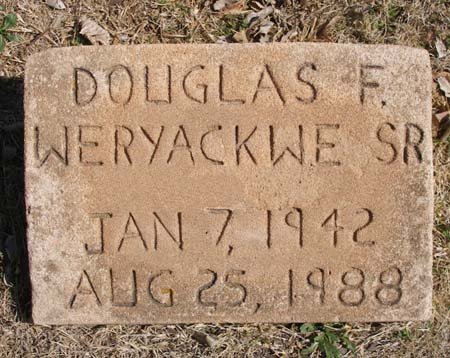 DOUGLAS F.
WERYACKWE SR
JAN 7, 1942
AUG 25, 1988